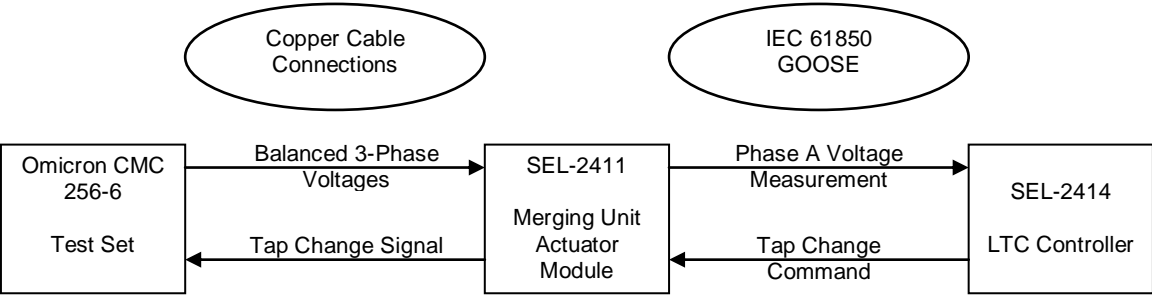 Copper Cable
Connections
IEC 61850
GOOSE
Omicron CMC
256-6
Test Set
Balanced 3-Phase
Voltages
Tap Change Signal
SEL-2411
Merging Unit
Actuator
Module
Phase A Voltage
Measurement
Tap Change
Command
SEL-2414
LTC Controller